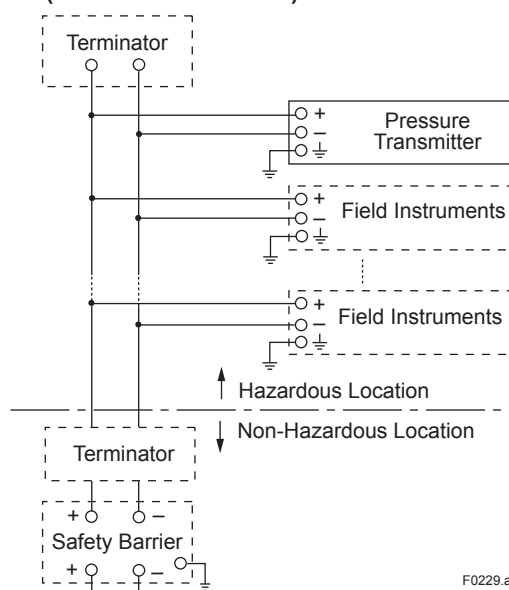 Terminator
+
Pressure
Transmitter
−
+
Field Instruments
−
+
Field Instruments
−
Hazardous Location
Non-Hazardous Location
Terminator
+ −
Safety Barrier
+ −
F0229.a